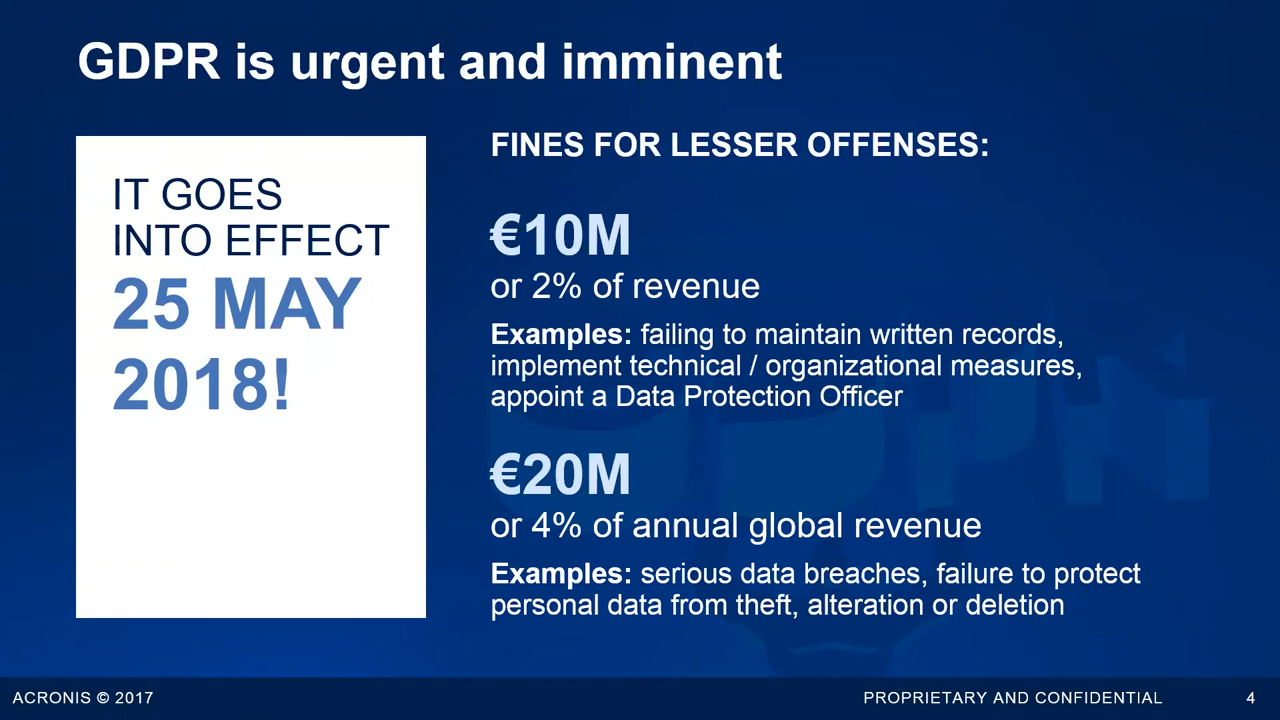 GDPR is urgent and imminent
IT GOES
INTO EFFECT
25 MAY
2018!
FINES FOR LESSER OFFENSES:
€10M
or 2% of revenue
Examples: failing to maintain written records,
implement technical / organizational measures,
appoint a Data Protection Officer
€20M
or 4% of annual global revenue
Examples: serious data breaches, failure to protect
personal data from theft, alteration or deletion
ACRONIS © 2017
PROPRIETARY AND CONFIDENTIAL
4